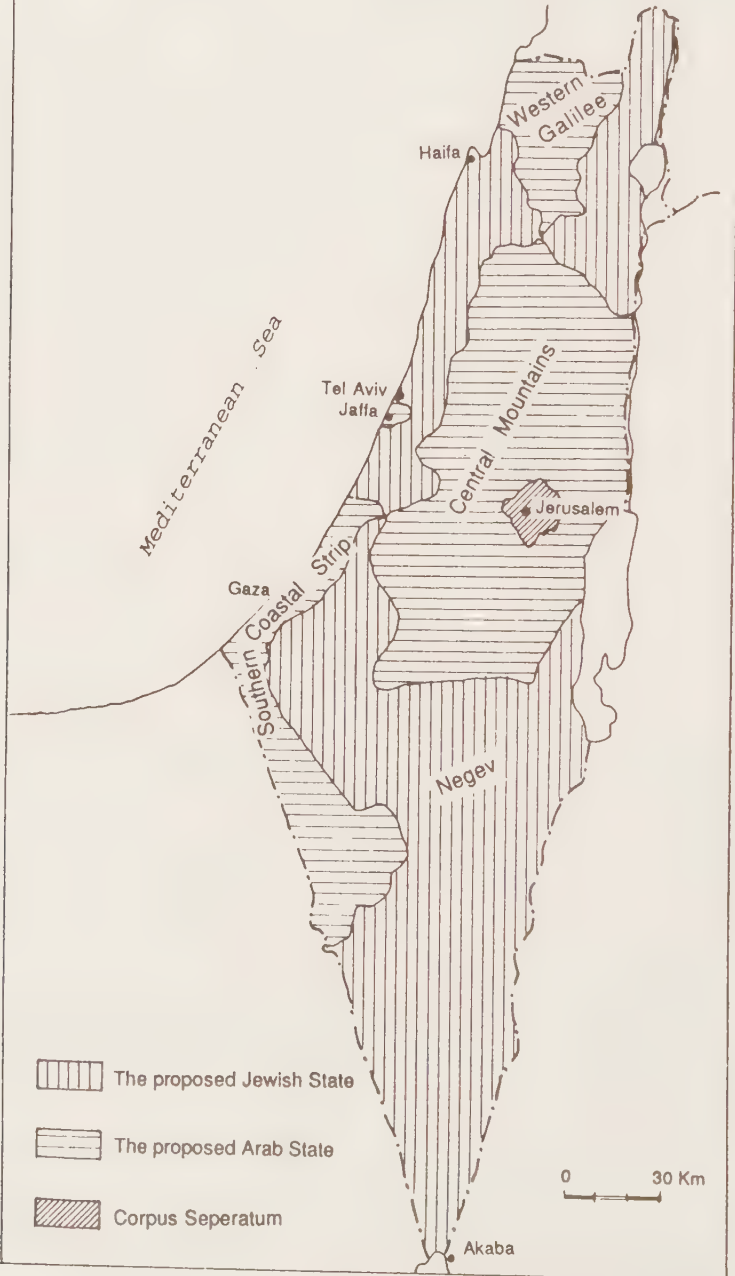 Western
Galilee
Haifa
Mediterranean Sea
Tel Aviv
Jaffa
Central Mountains
Jerusalem
Gaza
Southern Coastal Strip
Negev
The proposed Jewish State
The proposed Arab State
Corpus Seperatum
0 30 Km
Akaba